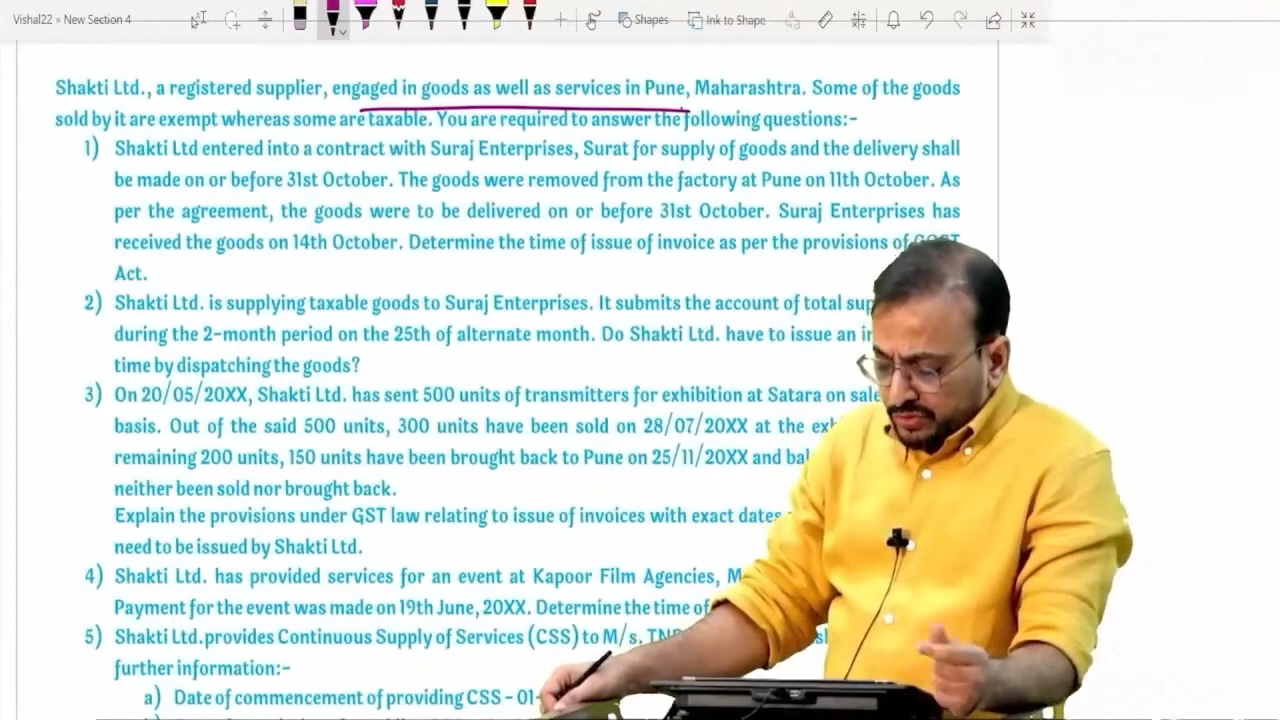 Vishal22 » New Section 4
Shapes
Ink to Shape
Shakti Ltd., a registered supplier, engaged in goods as well as services in Pune, Maharashtra. Some of the goods
sold by it are exempt whereas some are taxable. You are required to answer the following questions:-
1) Shakti Ltd entered into a contract with Suraj Enterprises, Surat for supply of goods and the delivery shall
be made on or before 31st October. The goods were removed from the factory at Pune on 11th October. As
per the agreement, the goods were to be delivered on or before 31st October. Suraj Enterprises has
received the goods on 14th October. Determine the time of issue of invoice as per the provisions of
Act.
2) Shakti Ltd. is supplying taxable goods to Suraj Enterprises. It submits the account of total
during the 2-month period on the 25th of alternate month. Do Shakti Ltd. have to issue an
time by dispatching the goods?
3) On 20/05/20XX, Shakti Ltd. has sent 500 units of transmitters for exhibition at Satara on sale
basis. Out of the said 500 units, 300 units have been sold on 28/07/20XX at the
remaining 200 units, 150 units have been brought back to Pune on 25/11/20XX and
neither been sold nor brought back.
Explain the provisions under GST law relating to issue of invoices with exact dates
need to be issued by Shakti Ltd.
4) Shakti Ltd. has provided services for an event at Kapoor Film Agencies,
Payment for the event was made on 19th June, 20XX. Determine the time of
5) Shakti Ltd.provides Continuous Supply of Services (CSS) to M/s.
further information:-
a) Date of commencement of providing CSS - 01-